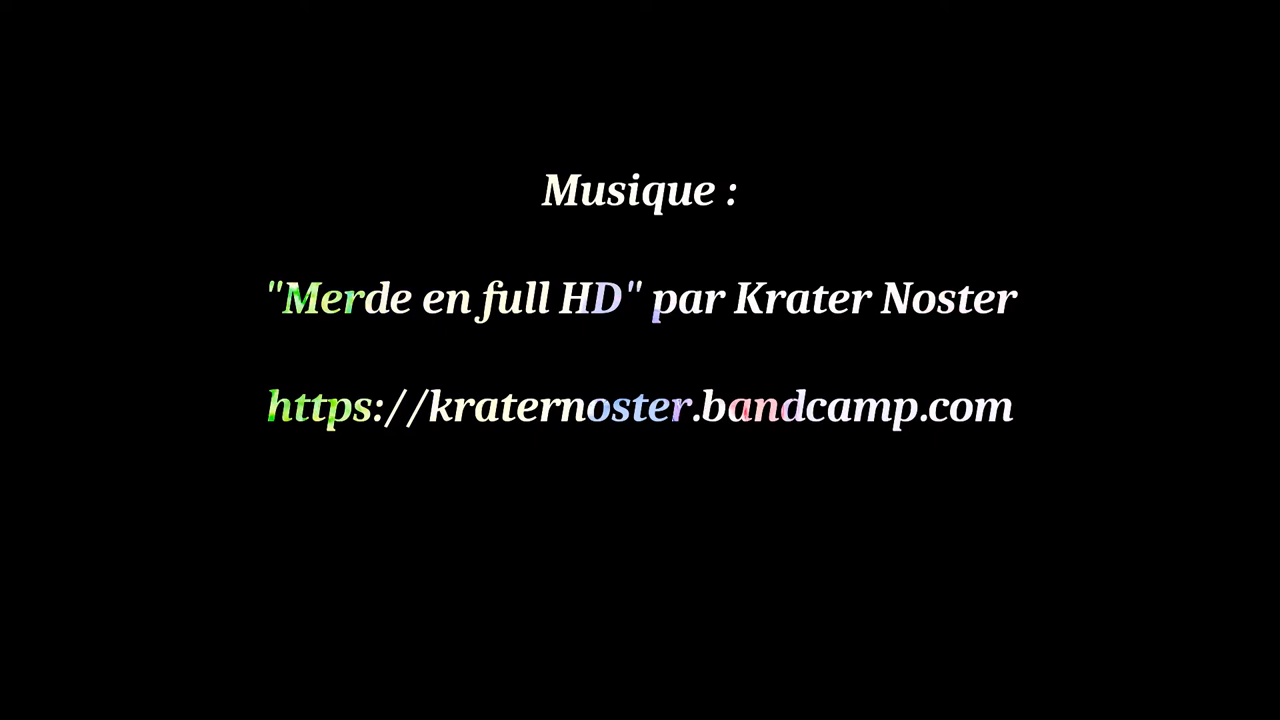 Musique :
"Merde en full HD" par Krater Noster
https://kraternoster.bandcamp.com